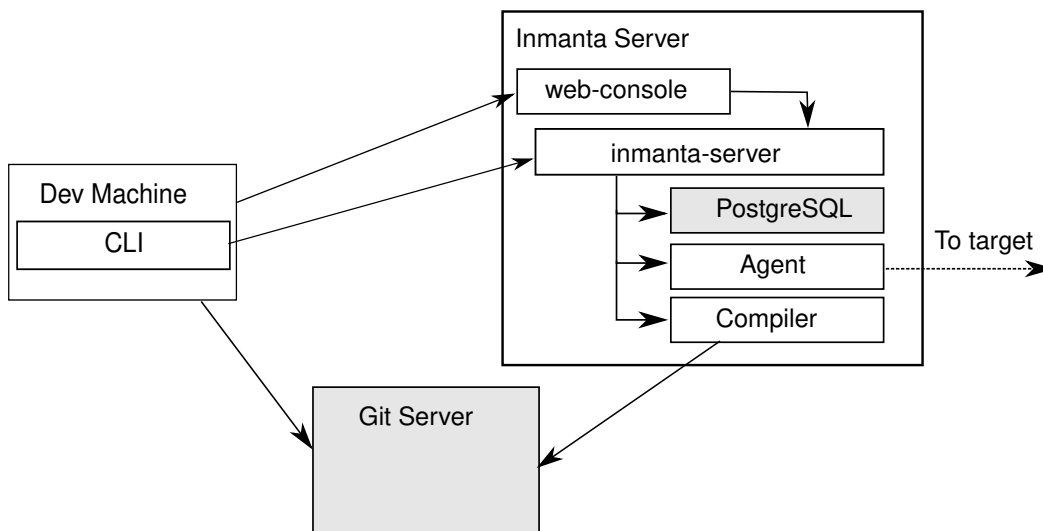 Inmanta Server
web-console
inmanta-server
Dev Machine
CLI
PostgreSQL
Agent
To target
Compiler
Git Server